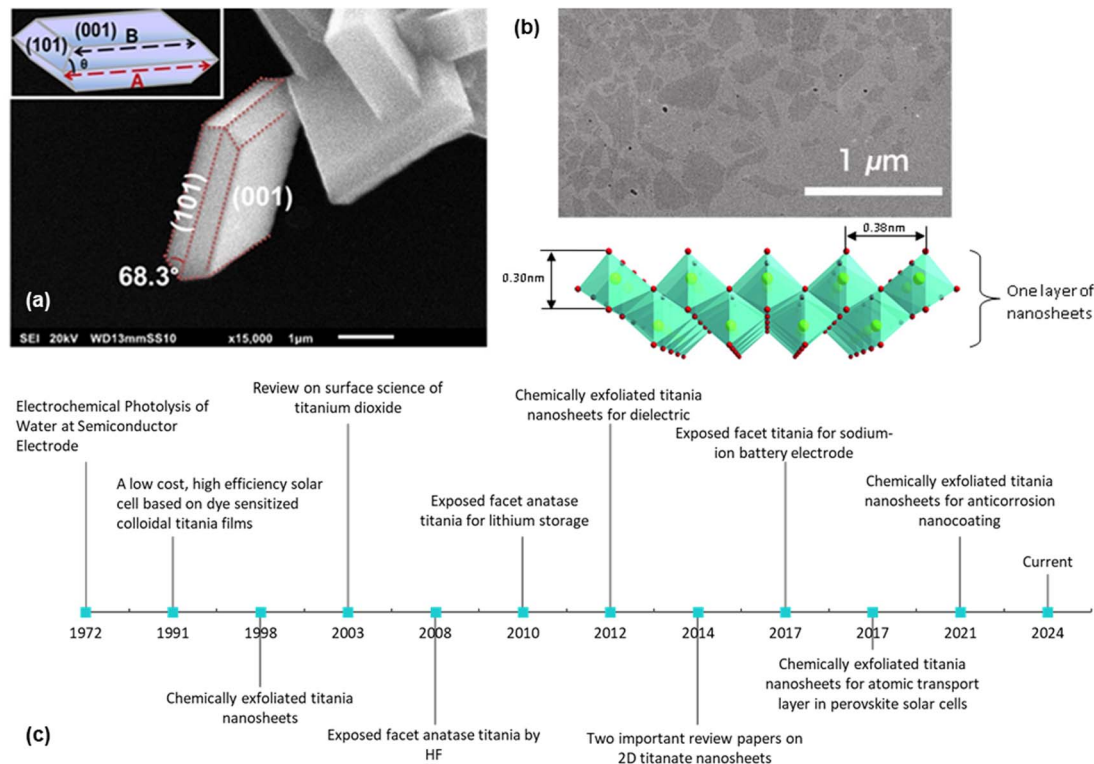 (001)
B
(101)
θ
A
(101)
(001)
68.3°
(a)
SEI 20kV WD13mmSS10 x15,000 1μm
(b)
1 μm
0.38nm
0.30nm
One layer of
nanosheets
Electrochemical Photolysis of
Water at Semiconductor
Electrode
A low cost, high efficiency solar
cell based on dye sensitized
colloidal titania films
Review on surface science of
titanium dioxide
Exposed facet anatase
titania for lithium storage
Chemically exfoliated titania
nanosheets for dielectric
Exposed facet titania for sodium-
ion battery electrode
Chemically exfoliated titania
nanosheets for anticorrosion
nanocoating
Current
1972 1991 1998 2003 2008 2010 2012 2014 2017 2017 2021 2024
Chemically exfoliated titania
nanosheets
Exposed facet anatase titania by
HF
Two important review papers on
2D titanate nanosheets
Chemically exfoliated titania
nanosheets for atomic transport
layer in perovskite solar cells
(c)